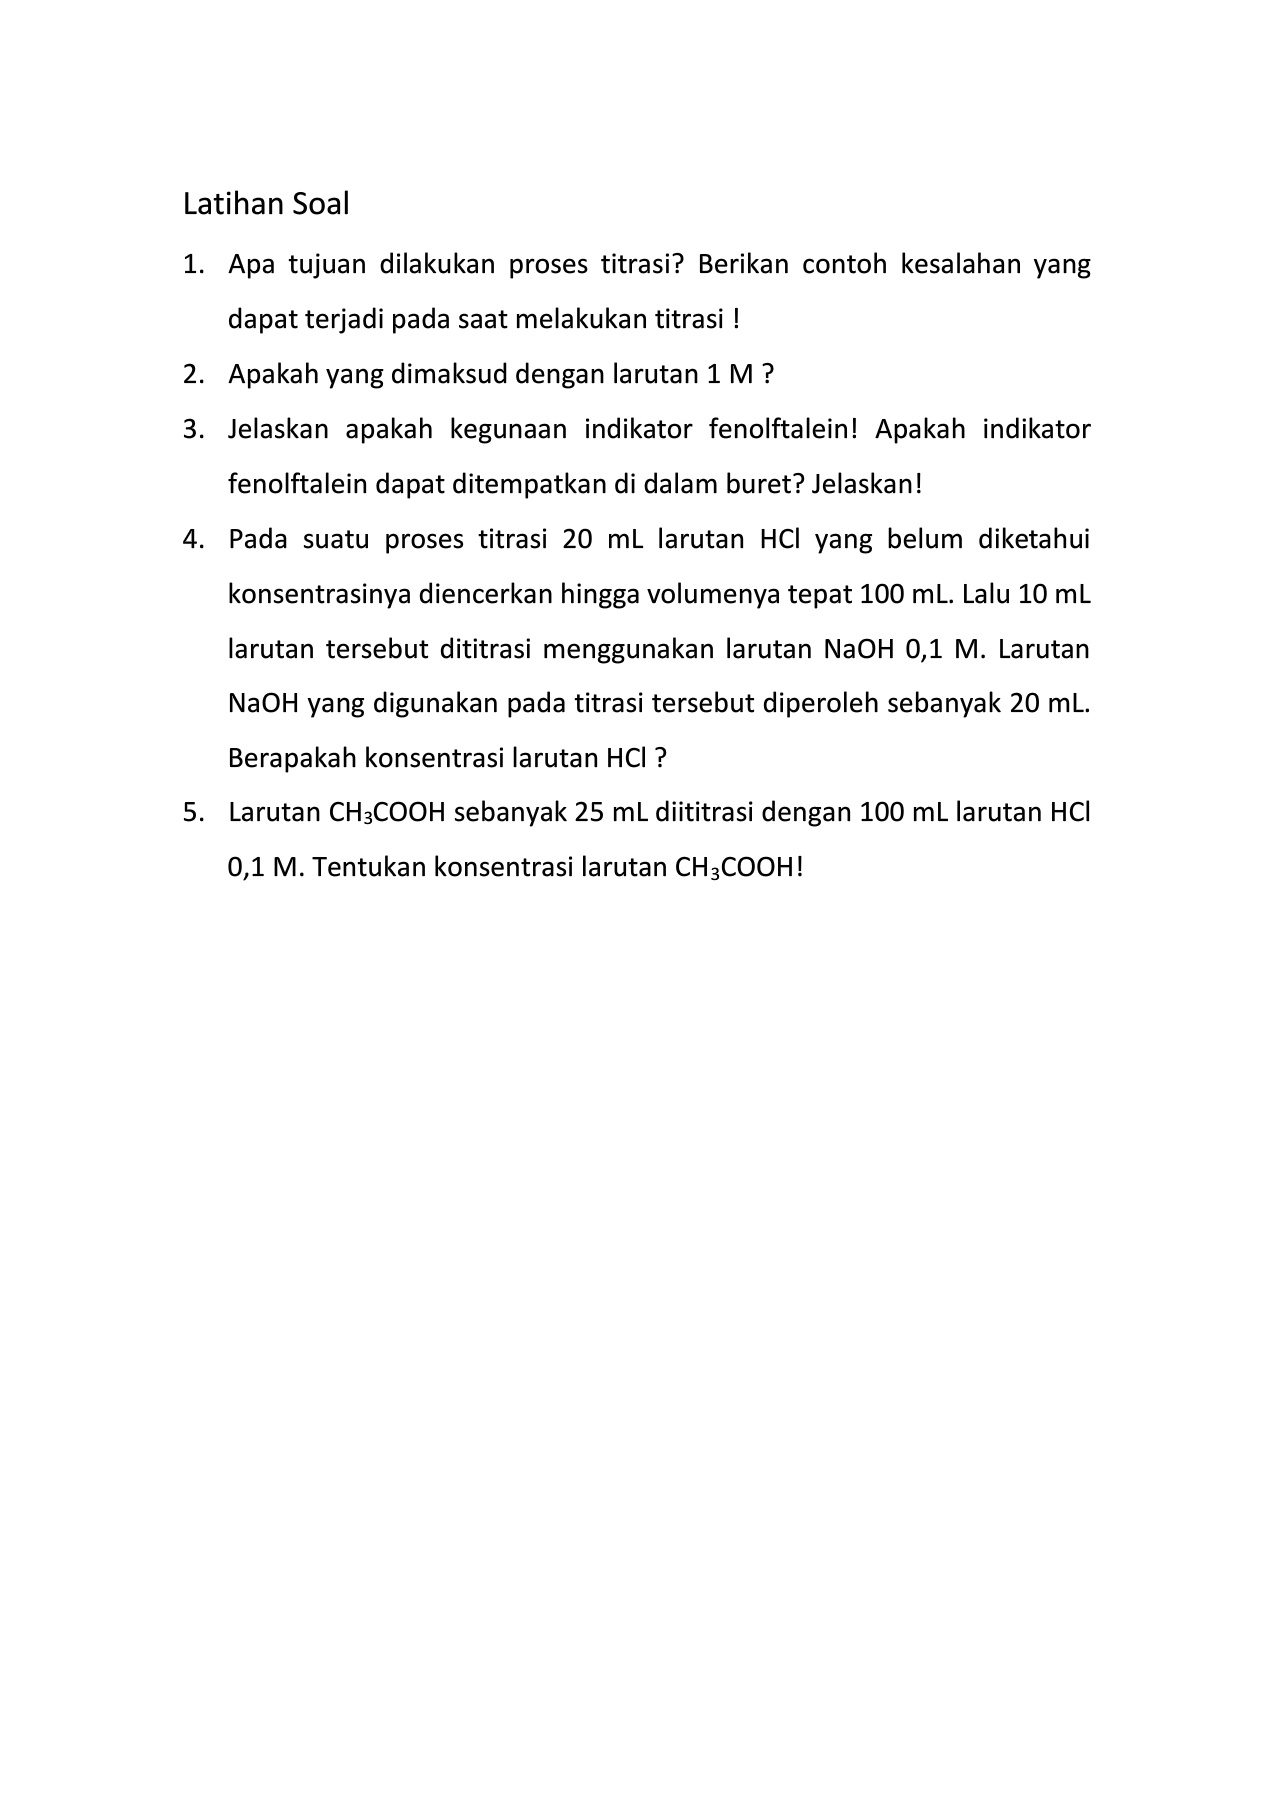 Latihan Soal
1. Apa tujuan dilakukan proses titrasi? Berikan contoh kesalahan yang
dapat terjadi pada saat melakukan titrasi !
2. Apakah yang dimaksud dengan larutan 1 M ?
3. Jelaskan apakah kegunaan indikator fenolftalein! Apakah indikator
fenolftalein dapat ditempatkan di dalam buret? Jelaskan!
4. Pada suatu proses titrasi 20 mL larutan HCl yang belum diketahui
konsentrasinya diencerkan hingga volumenya tepat 100 mL. Lalu 10 mL
larutan tersebut dititrasi menggunakan larutan NaOH 0,1 M. Larutan
NaOH yang digunakan pada titrasi tersebut diperoleh sebanyak 20 mL.
Berapakah konsentrasi larutan HCl ?
5. Larutan CH₃COOH sebanyak 25 mL diititrasi dengan 100 mL larutan HCl
0,1 M. Tentukan konsentrasi larutan CH₃COOH!